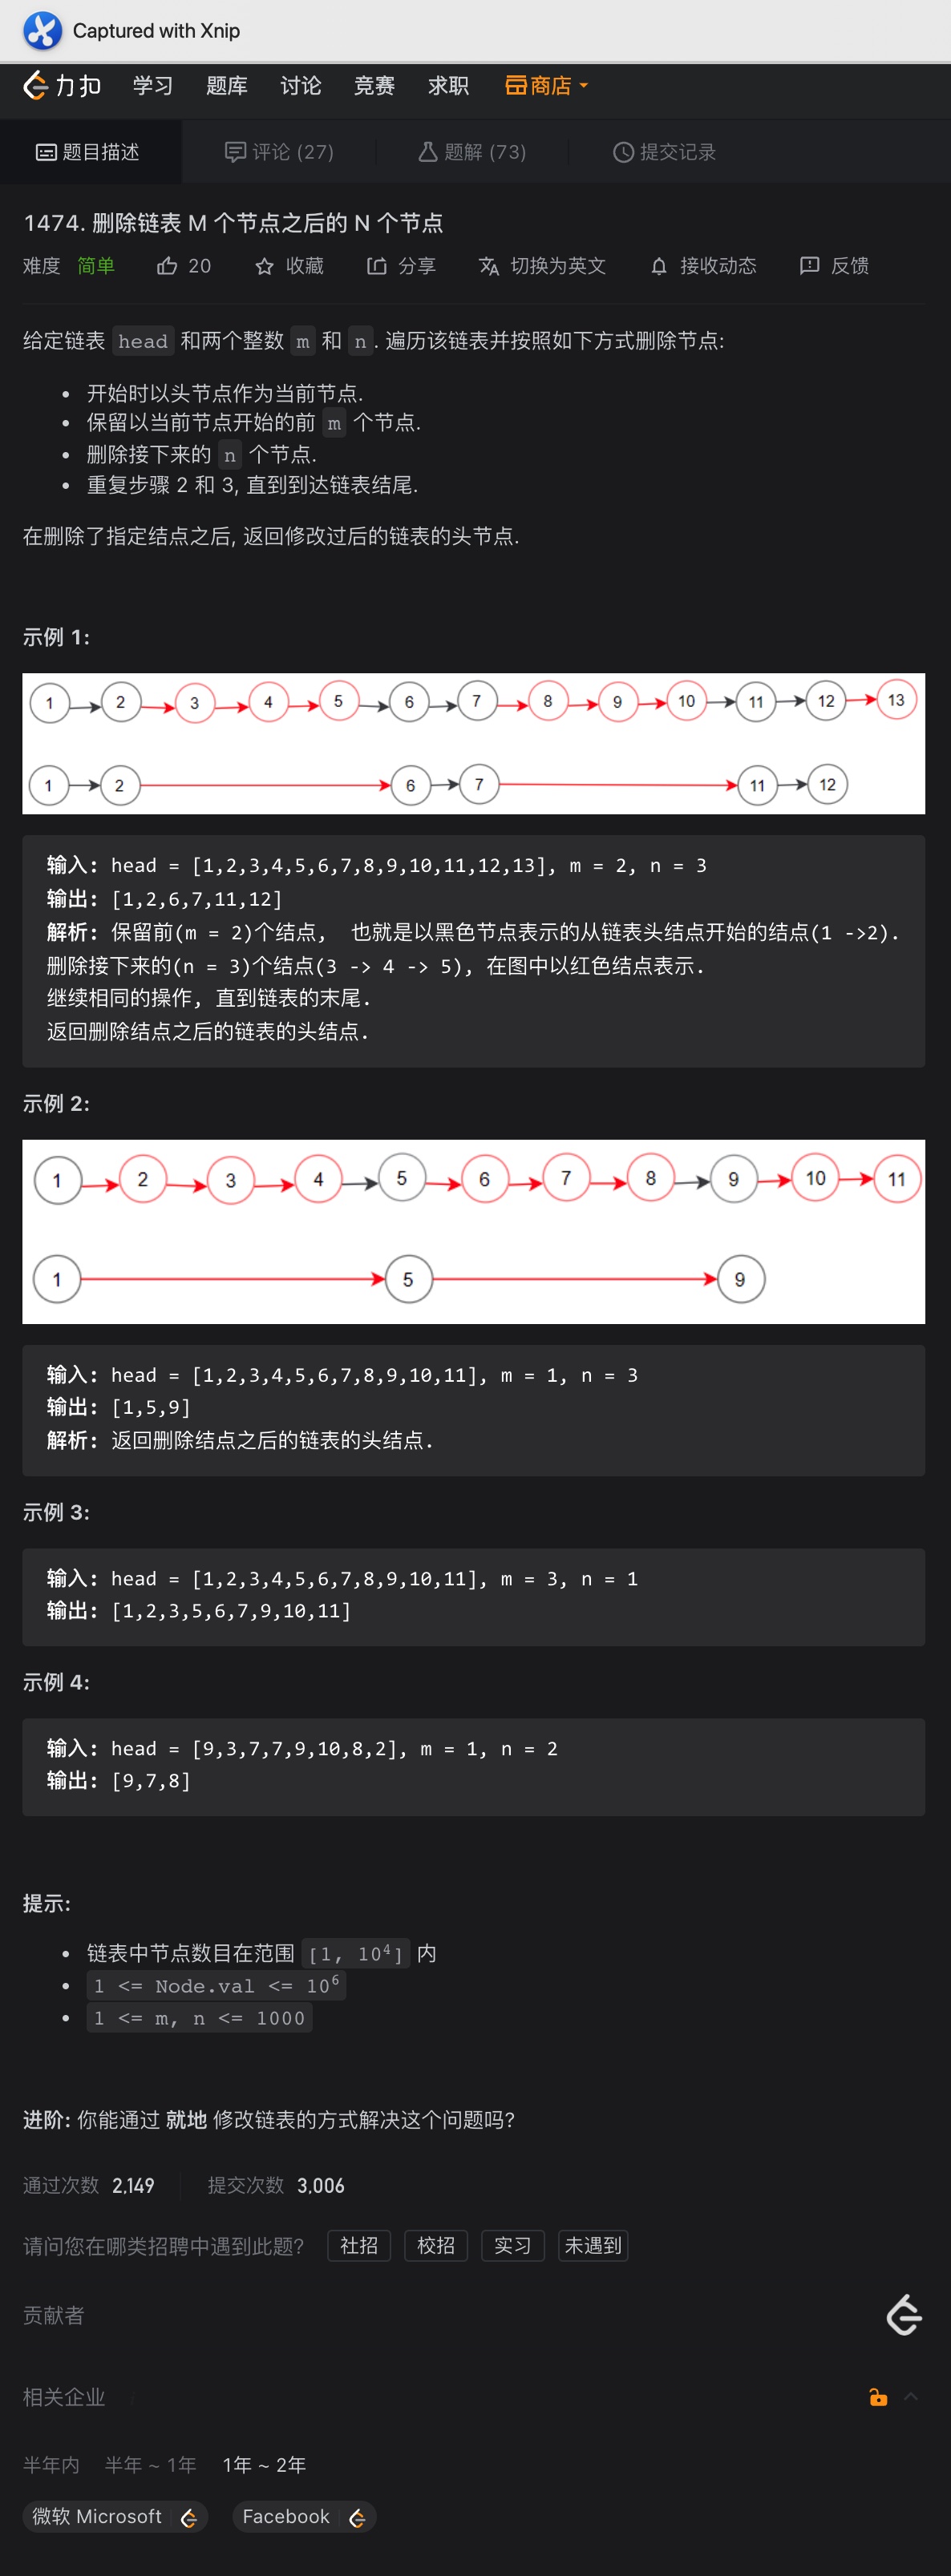 Captured with Xnip
力扣 学习 题库 讨论 竞赛 求职 商店
题目描述 评论 (27) 题解 (73) 提交记录
1474. 删除链表 M 个节点之后的 N 个节点
难度 简单 20 收藏 分享 切换为英文 接收动态 反馈
给定链表 head 和两个整数 m 和 n. 遍历该链表并按照如下方式删除节点:
• 开始时以头节点作为当前节点.
• 保留以当前节点开始的前 m 个节点.
• 删除接下来的 n 个节点.
• 重复步骤 2 和 3, 直到到达链表结尾.
在删除了指定结点之后, 返回修改过后的链表的头节点.
示例 1:
1 2 3 4 5 6 7 8 9 10 11 12 13
1 2 6 7 11 12
输入: head = [1,2,3,4,5,6,7,8,9,10,11,12,13], m = 2, n = 3
输出: [1,2,6,7,11,12]
解析: 保留前(m = 2)个结点, 也就是以黑色节点表示的从链表头结点开始的结点(1 ->2).
删除接下来的(n = 3)个结点(3 -> 4 -> 5), 在图中以红色结点表示.
继续相同的操作, 直到链表的末尾.
返回删除结点之后的链表的头结点.
示例 2:
1 2 3 4 5 6 7 8 9 10 11
1 5 9
输入: head = [1,2,3,4,5,6,7,8,9,10,11], m = 1, n = 3
输出: [1,5,9]
解析: 返回删除结点之后的链表的头结点.
示例 3:
输入: head = [1,2,3,4,5,6,7,8,9,10,11], m = 3, n = 1
输出: [1,2,3,5,6,7,9,10,11]
示例 4:
输入: head = [9,3,7,7,9,10,8,2], m = 1, n = 2
输出: [9,7,8]
提示:
• 链表中节点数目在范围 [1, 10⁴] 内
• 1 <= Node.val <= 10⁶
• 1 <= m, n <= 1000
进阶: 你能通过 就地 修改链表的方式解决这个问题吗?
通过次数 2,149 提交次数 3,006
请问您在哪类招聘中遇到此题? 社招 校招 实习 未遇到
贡献者
相关企业
半年内 半年 ~ 1年 1年 ~ 2年
微软 Microsoft Facebook